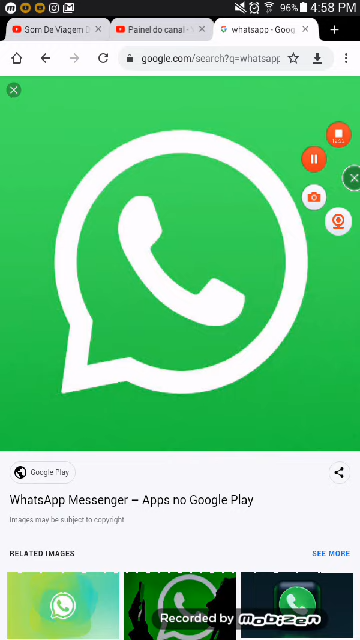 96% 4:58 PM
Som De Viagem
Painel do canal -
whatsapp - Goog
google.com/search?q=whatsapp
Google Play
WhatsApp Messenger – Apps no Google Play
Images may be subject to copyright
RELATED IMAGES
SEE MORE
Recorded by mobizen